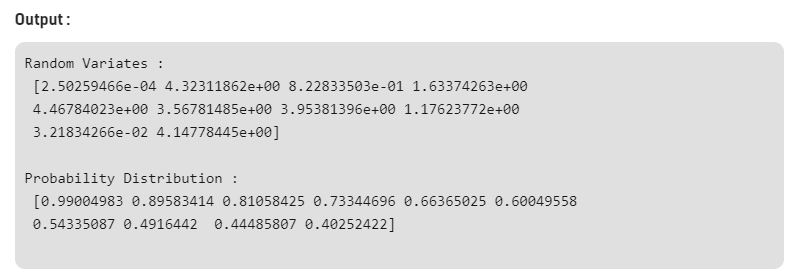 Output :
Random Variates :
[2.50259466e-04 4.32311862e+00 8.22833503e-01 1.63374263e+00
4.46784023e+00 3.56781485e+00 3.95381396e+00 1.17623772e+00
3.21834266e-02 4.14778445e+00]
Probability Distribution :
[0.99004983 0.89583414 0.81058425 0.73344696 0.66365025 0.60049558
0.54335087 0.4916442  0.44485807 0.40252422]